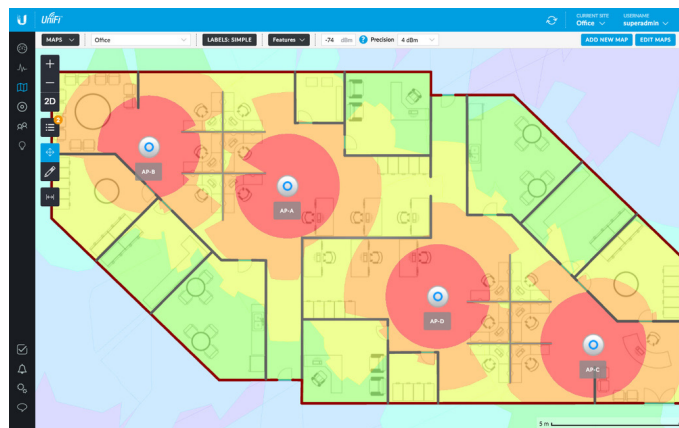 UniFi
CURRENT SITE
Office
USERNAME
superadmin
MAPS
Office
LABELS: SIMPLE
Features
-74 dBm
? Precision
4 dBm
ADD NEW MAP
EDIT MAPS
2D
2
AP-B
AP-A
AP-D
AP-C
5 m